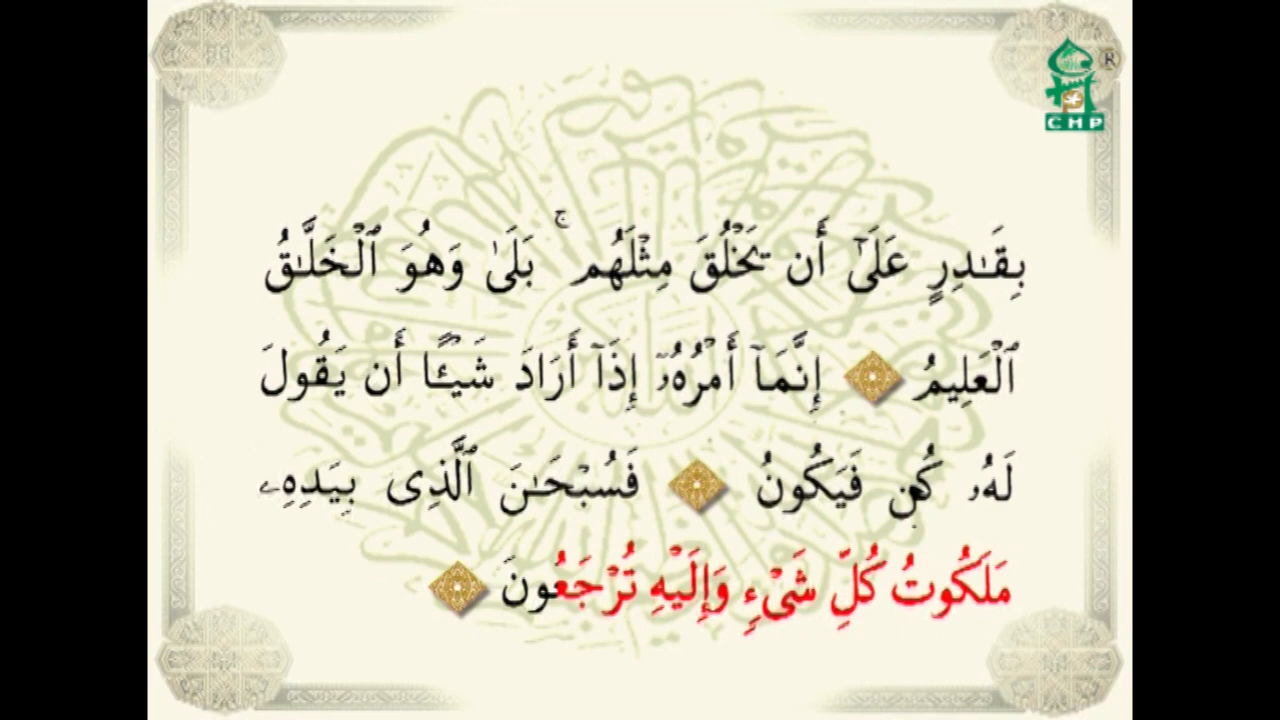 CHP ®
بِقَـٰدِرٍ عَلَىٰٓ أَن يَخْلُقَ مِثْلَهُم ۚ بَلَىٰ وَهُوَ ٱلْخَلَّـٰقُ
ٱلْعَلِيمُ إِنَّمَآ أَمْرُهُۥٓ إِذَآ أَرَادَ شَيْـًٔا أَن يَقُولَ
لَهُۥ كُن فَيَكُونُ فَسُبْحَـٰنَ ٱلَّذِى بِيَدِهِۦ
مَلَكُوتُ كُلِّ شَىْءٍ وَإِلَيْهِ تُرْجَعُونَ